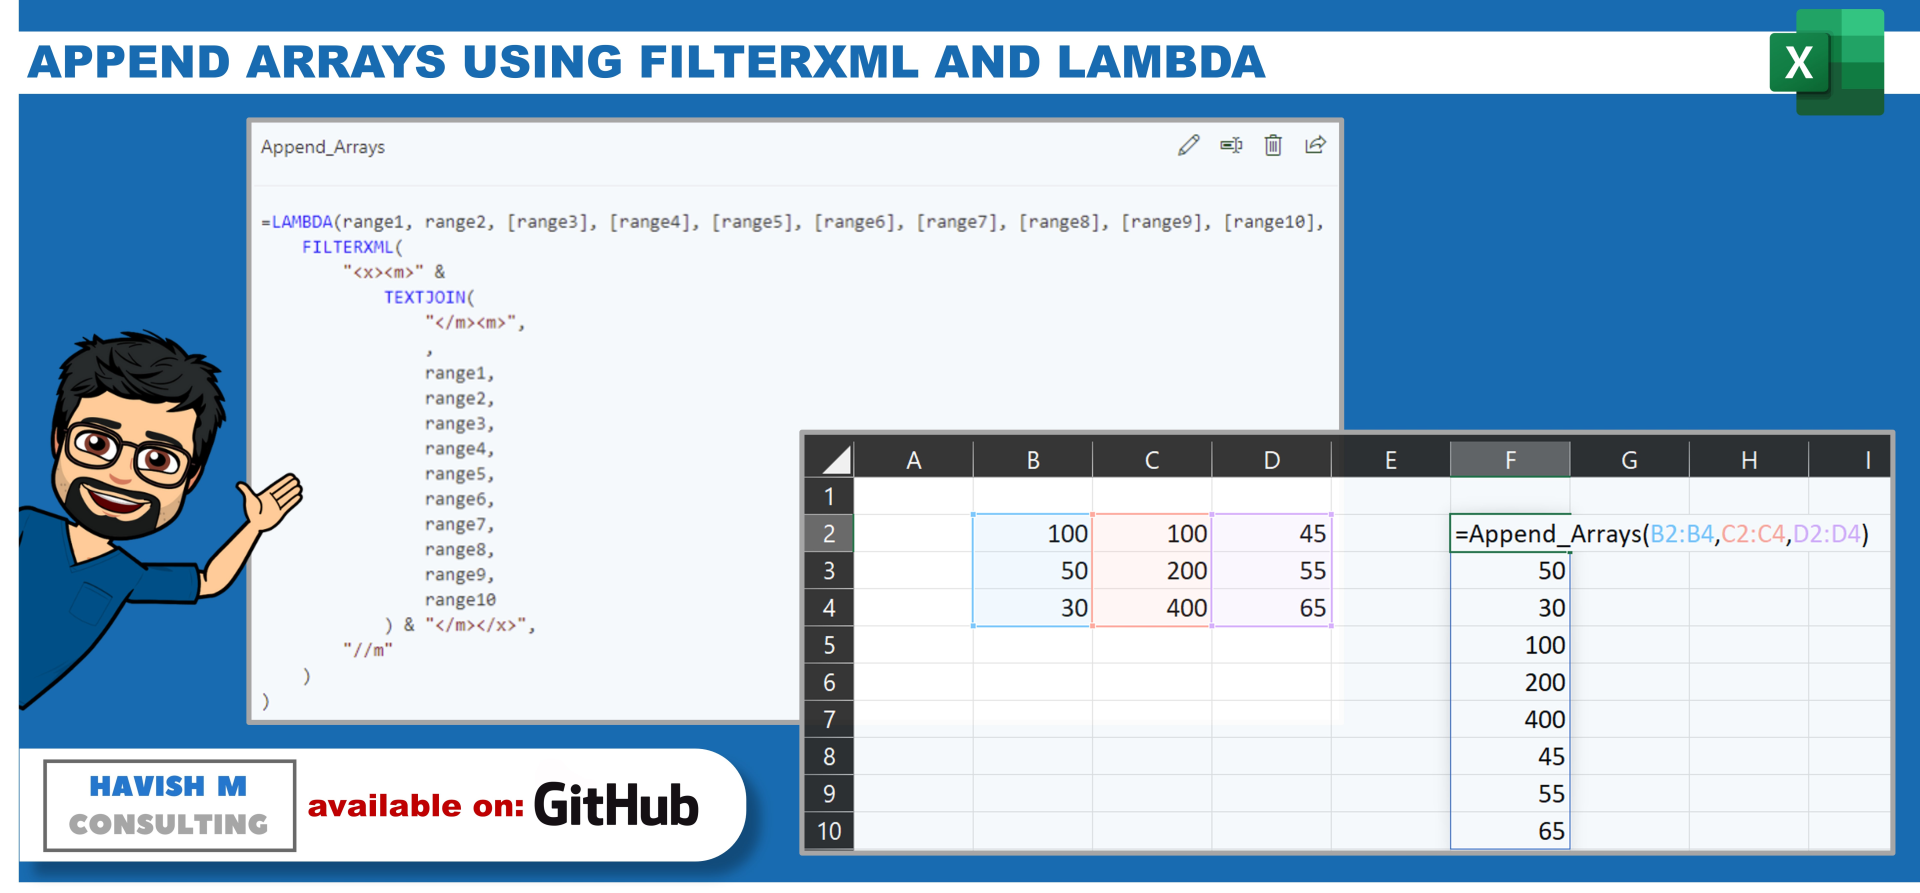 APPEND ARRAYS USING FILTERXML AND LAMBDA
X
Append_Arrays
=LAMBDA(range1, range2, [range3], [range4], [range5], [range6], [range7], [range8], [range9], [range10],
FILTERXML(
"<x><m>" &
TEXTJOIN(
"</m><m>",
,
range1,
range2,
range3,
range4,
range5,
range6,
range7,
range8,
range9,
range10
) & "</m></x>",
"//m"
)
)
A B C D E F G H I
1
2 100 100 45 =Append_Arrays(B2:B4,C2:C4,D2:D4)
3 50 200 55 50
4 30 400 65 30
5 100
6 200
7 400
8 45
9 55
10 65
HAVISH M
CONSULTING
available on: GitHub